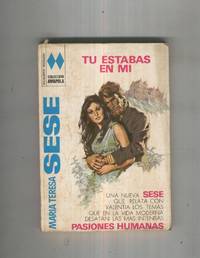 COLECCION
AMAPOLA
TU ESTABAS
EN MI
MARIA TERESA
SESE
UNA NUEVA SESE
QUE RELATA CON
VALENTIA LOS TEMAS
QUE EN LA VIDA MODERNA
DESATAN LAS MAS INTENSAS
PASIONES HUMANAS